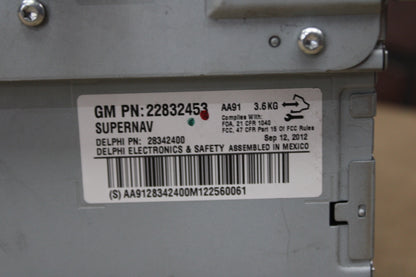 GM PN: 22832453 AA91 3.6KG
SUPERNAV
Complies With:
FDA, 21 CFR 1040
FCC, 47 CFR Part 15 Of FCC Rules
DELPHI PN: 28342400 Sep 12, 2012
DELPHI ELECTRONICS & SAFETY ASSEMBLED IN MEXICO
(S) AA9128342400M122560061